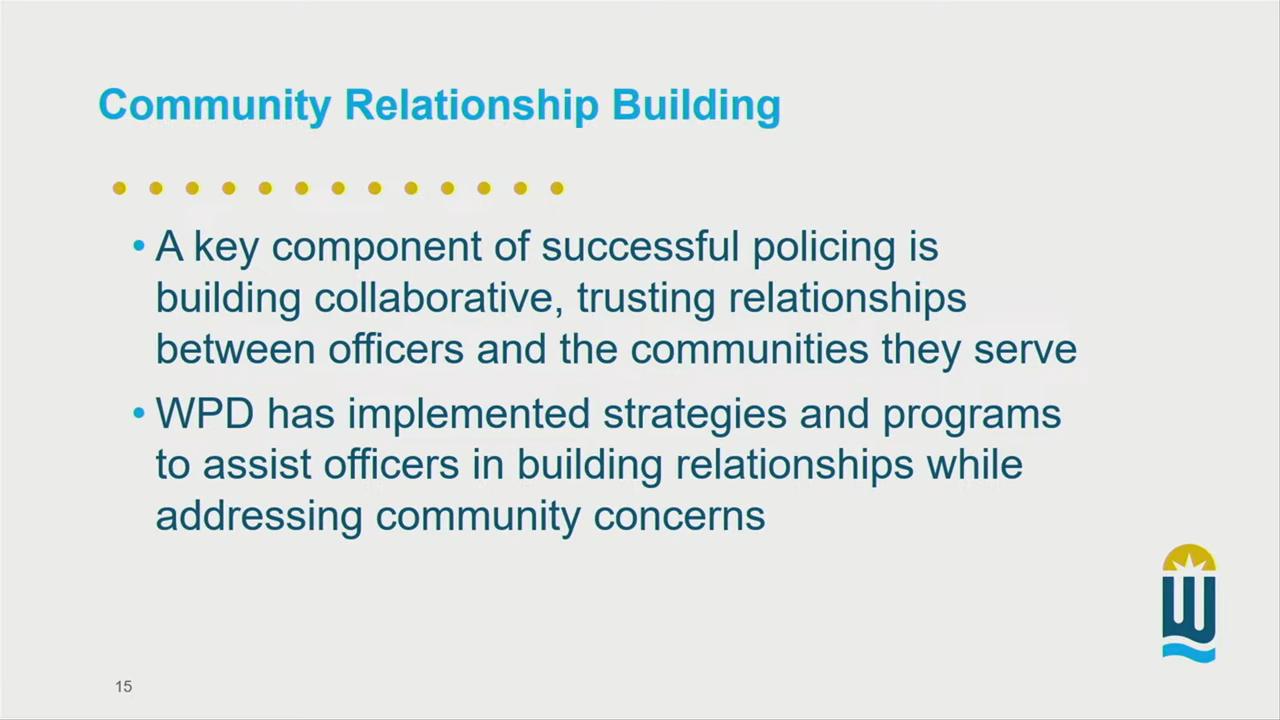 Community Relationship Building
• A key component of successful policing is
building collaborative, trusting relationships
between officers and the communities they serve
• WPD has implemented strategies and programs
to assist officers in building relationships while
addressing community concerns
W
15